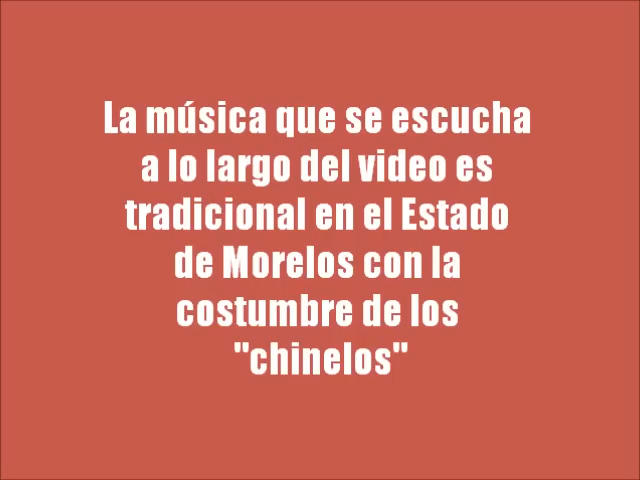 La música que se escucha
a lo largo del video es
tradicional en el Estado
de Morelos con la
costumbre de los
"chinelos"